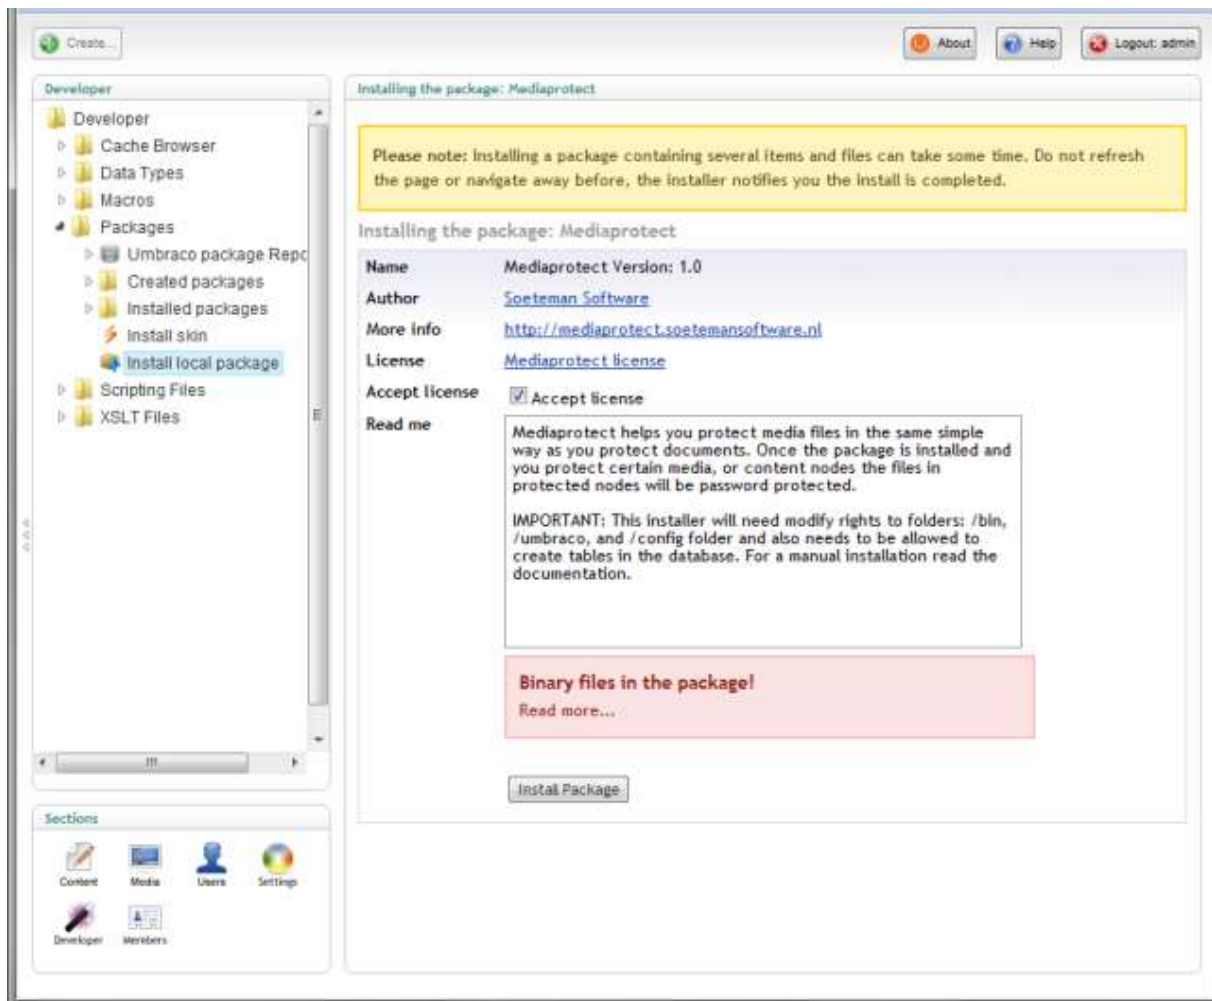 Create...
About
Help
Logout: admin
Developer
Developer
Cache Browser
Data Types
Macros
Packages
Umbraco package Repo
Created packages
Installed packages
Install skin
Install local package
Scripting Files
XSLT Files
Sections
Content
Media
Users
Settings
Developer
Members
Installing the package: Mediaprotect
Please note: Installing a package containing several items and files can take some time. Do not refresh
the page or navigate away before, the installer notifies you the install is completed.
Installing the package: Mediaprotect
Name Mediaprotect Version: 1.0
Author Soeteman Software
More info http://mediaprotect.soetemansoftware.nl
License Mediaprotect license
Accept license Accept license
Read me
Mediaprotect helps you protect media files in the same simple
way as you protect documents. Once the package is installed and
you protect certain media, or content nodes the files in
protected nodes will be password protected.
IMPORTANT: This installer will need modify rights to folders: /bin,
/umbraco, and /config folder and also needs to be allowed to
create tables in the database. For a manual installation read the
documentation.
Binary files in the package!
Read more...
Install Package